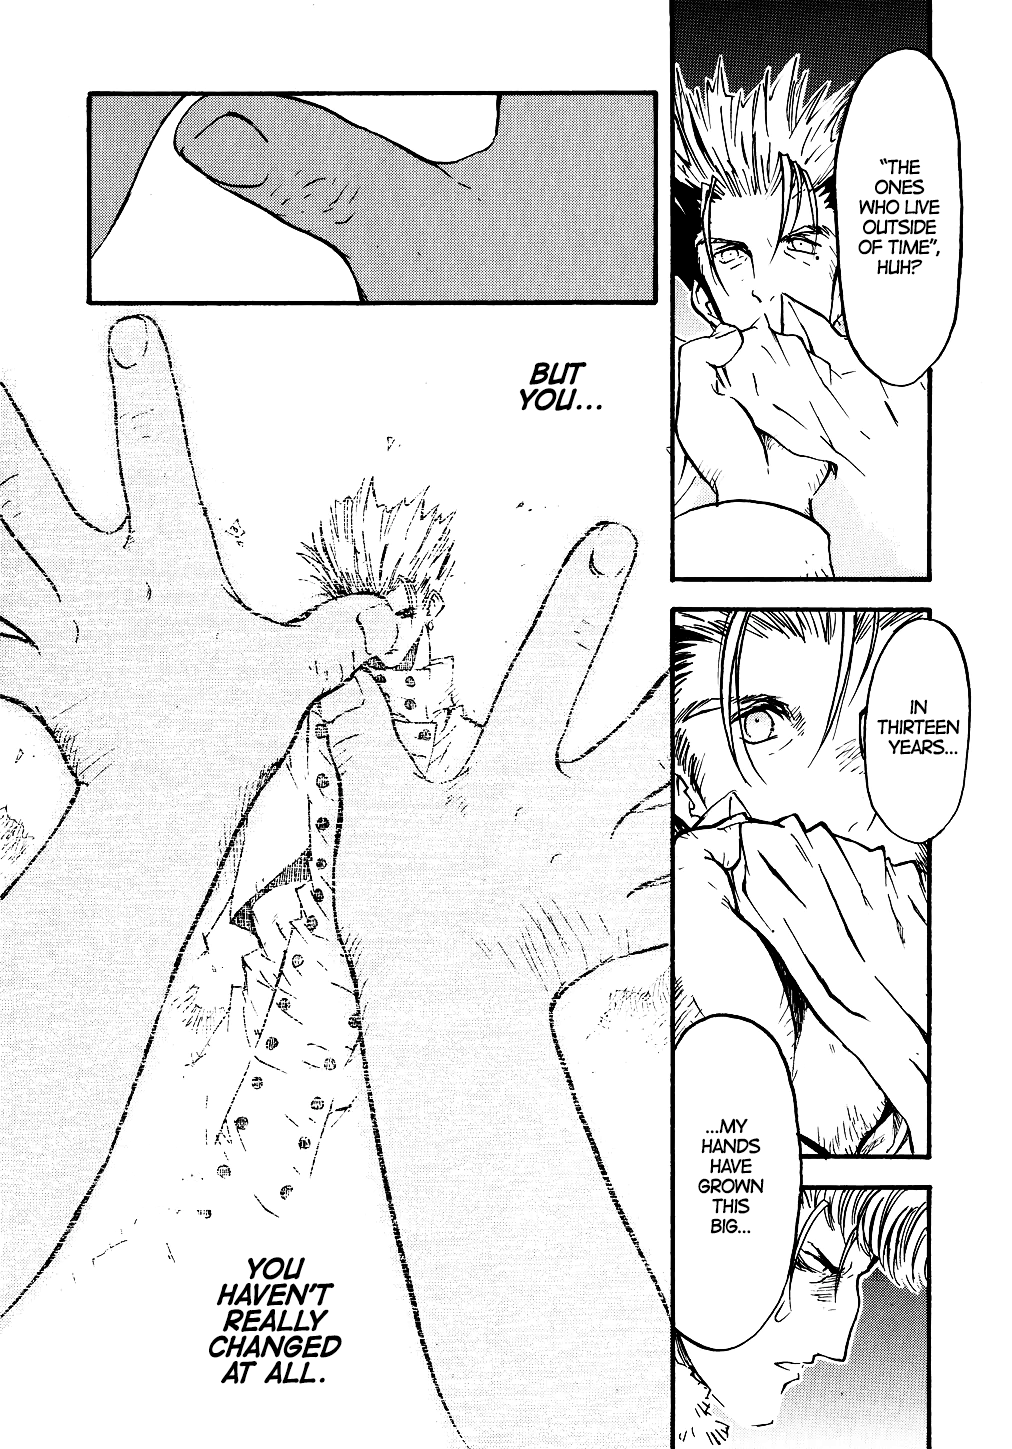 “THE
ONES
WHO LIVE
OUTSIDE
OF TIME”,
HUH?
IN
THIRTEEN
YEARS...
...MY
HANDS
HAVE
GROWN
THIS
BIG...
BUT
YOU...
YOU
HAVEN'T
REALLY
CHANGED
AT ALL.